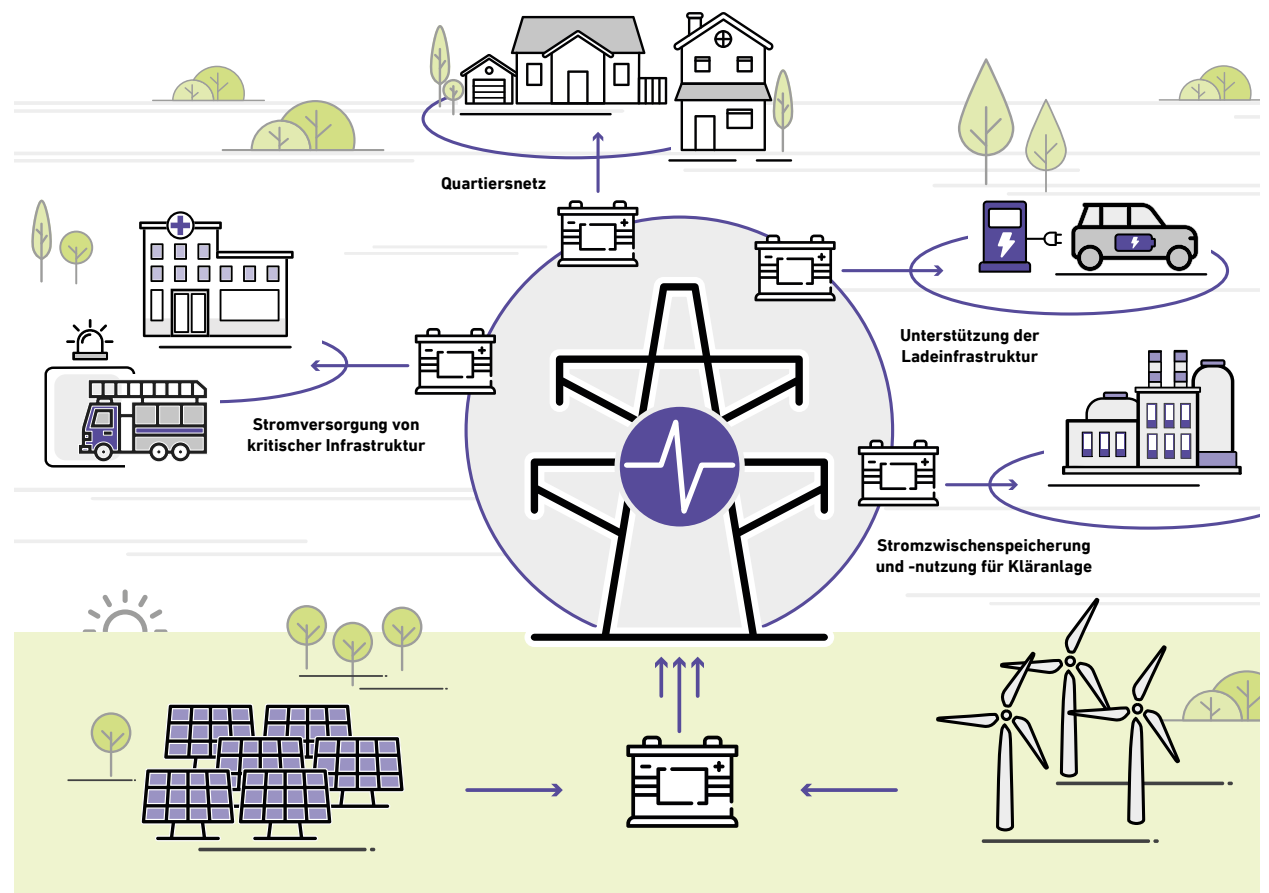 Quartiersnetz
Unterstützung der
Ladeinfrastruktur
Stromversorgung von
kritischer Infrastruktur
Stromzwischenspeicherung
und -nutzung für Kläranlage